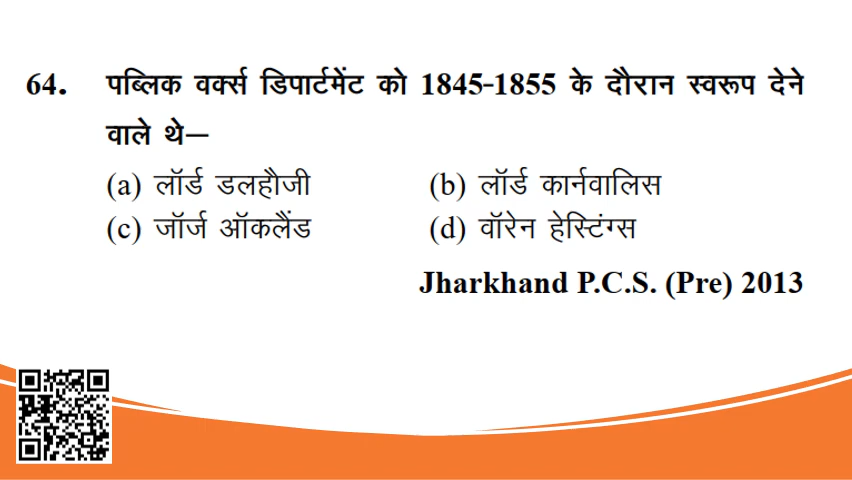 64. पब्लिक वर्क्स डिपार्टमेंट को 1845-1855 के दौरान स्वरूप देने
वाले थे—
(a) लॉर्ड डलहौजी (b) लॉर्ड कार्नवालिस
(c) जॉर्ज ऑकलैंड (d) वॉरेन हेस्टिंग्स
Jharkhand P.C.S. (Pre) 2013